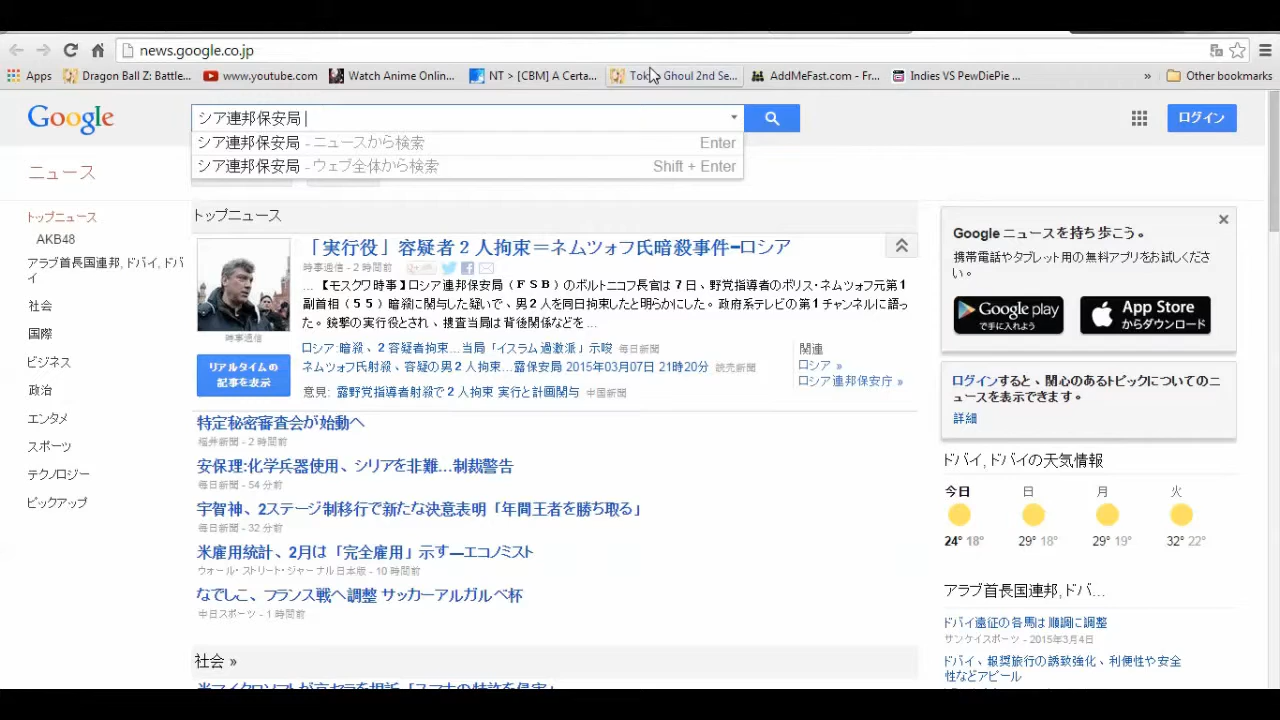 news.google.co.jp
Apps
Dragon Ball Z: Battle...
www.youtube.com
Watch Anime Onlin...
NT > [CBM] A Certa...
Tokyo Ghoul 2nd Se...
AddMeFast.com - Fr...
Indies VS PewDiePie ...
»
Other bookmarks
Google
シア連邦保安局
ログイン
シア連邦保安局 - ニュースから検索 Enter
シア連邦保安局 - ウェブ全体から検索 Shift + Enter
ニュース
トップニュース
AKB48
アラブ首長国連邦, ドバイ, ドバ
イ
社会
国際
ビジネス
政治
エンタメ
スポーツ
テクノロジー
ピックアップ
トップニュース
「実行役」容疑者２人拘束＝ネムツォフ氏暗殺事件−ロシア
時事通信 - 2 時間前
... 【モスクワ時事】ロシア連邦保安局（ＦＳＢ）のボルトニコフ長官は７日、野党指導者のボリス・ネムツォフ元第１
副首相（５５）暗殺に関与した疑いで、男２人を同日拘束したと明らかにした。政府系テレビの第１チャンネルに語っ
た。銃撃の実行役とされ、捜査当局は背後関係などを ...
時事通信
リアルタイムの
記事を表示
ロシア:暗殺、2容疑者拘束...当局「イスラム過激派」示唆 毎日新聞
ネムツォフ氏射殺、容疑の男２人拘束...露保安局 2015年03月07日 21時20分 読売新聞
意見: 露野党指導者射殺で２人拘束 実行と計画関与 中国新聞
関連
ロシア »
ロシア連邦保安庁 »
特定秘密審査会が始動へ
福井新聞 - 2 時間前
安保理:化学兵器使用、シリアを非難...制裁警告
毎日新聞 - 54 分前
宇智神、2ステージ制移行で新たな決意表明「年間王者を勝ち取る」
毎日新聞 - 32 分前
米雇用統計、2月は「完全雇用」示す―エコノミスト
ウォール・ストリート・ジャーナル日本版 - 10 時間前
なでしこ、フランス戦へ調整 サッカーアルガルベ杯
中日スポーツ - 1 時間前
社会 »
Google ニュースを持ち歩こう。
携帯電話やタブレット用の無料アプリをお試しくださ
い。
Google play
で手に入れよう
App Store
からダウンロード
ログインすると、関心のあるトピックについてのニ
ュースを表示できます。
詳細
ドバイ, ドバイの天気情報
今日 日 月 火
24° 18° 29° 18° 29° 19° 32° 22°
アラブ首長国連邦, ドバ...
ドバイ遠征の各馬は順調に調整
サンケイスポーツ - 2015年3月4日
ドバイ、報奨旅行の誘致強化、利便性や安全
性などアピール